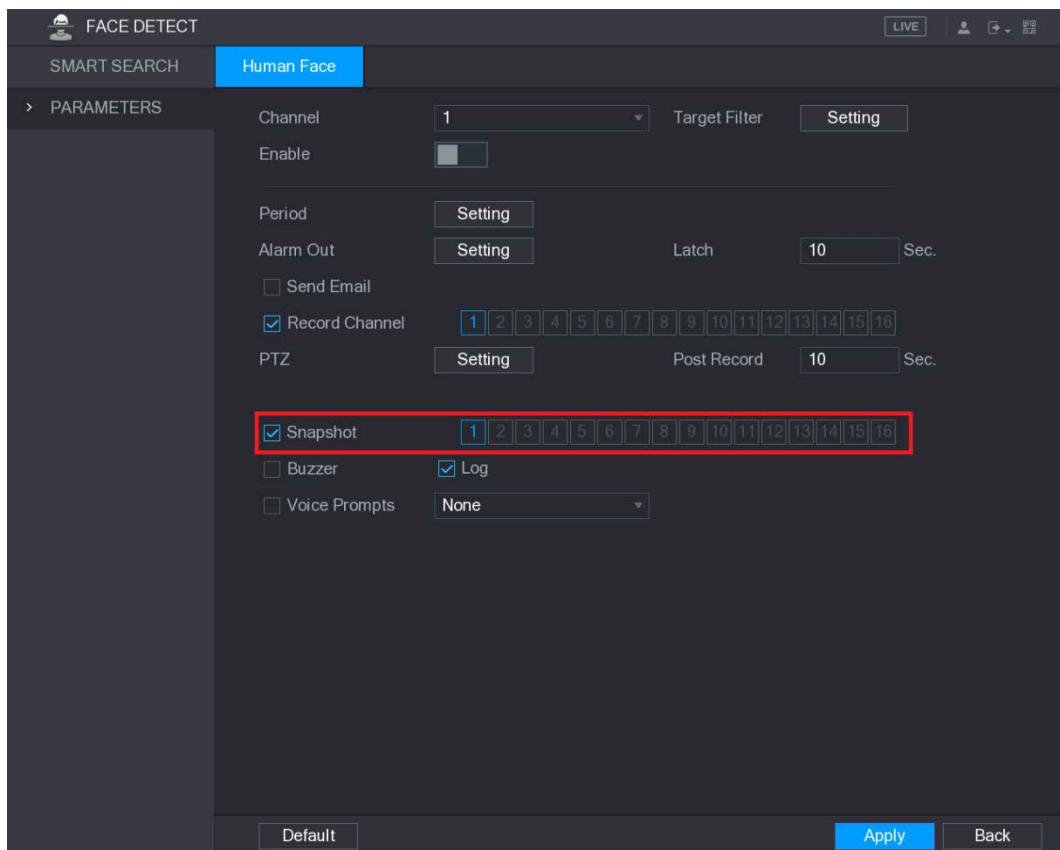 FACE DETECT LIVE
SMART SEARCH Human Face
> PARAMETERS
Channel 1 Target Filter Setting
Enable
Period Setting
Alarm Out Setting Latch 10 Sec.
Send Email
Record Channel 1 2 3 4 5 6 7 8 9 10 11 12 13 14 15 16
PTZ Setting Post Record 10 Sec.
Snapshot 1 2 3 4 5 6 7 8 9 10 11 12 13 14 15 16
Buzzer Log
Voice Prompts None
Default Apply Back